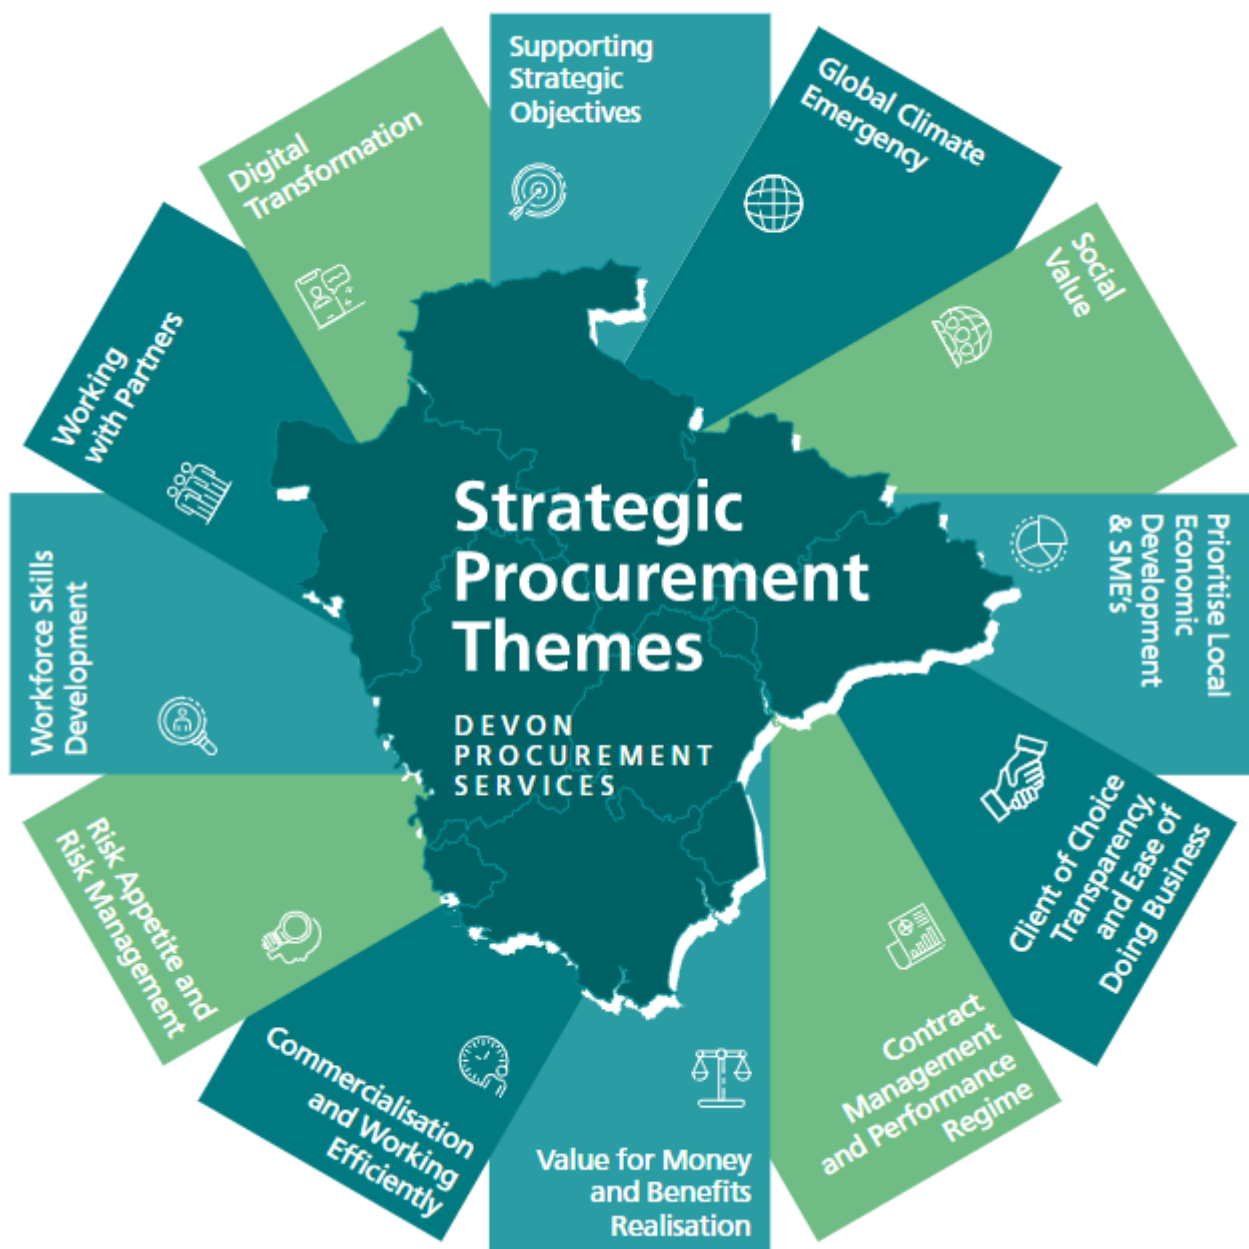 Supporting
Strategic
Objectives
Global Climate
Emergency
Social
Value
Prioritise Local
Economic
Development
& SME's
Client of Choice
Transparency,
and Ease of
Doing Business
Contract
Management
and Performance
Regime
Value for Money
and Benefits
Realisation
Commercialisation
and Working
Efficiently
Risk Appetite and
Risk Management
Workforce Skills
Development
Working
with Partners
Digital
Transformation
Strategic
Procurement
Themes
DEVON
PROCUREMENT
SERVICES